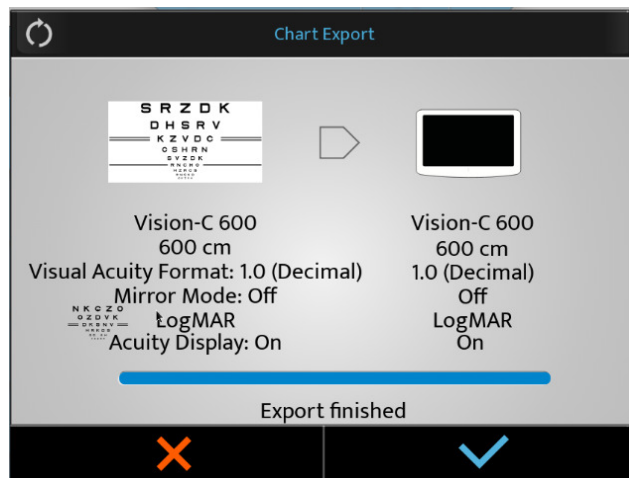 Chart Export
S R Z D K
D H S R V
K Z V D C
O S H R N
S V Z D K
R N C K O
Vision-C 600
600 cm
Visual Acuity Format: 1.0 (Decimal)
Mirror Mode: Off
N K C Z O
O Z D V K
D K S N V
LogMAR
Acuity Display: On
Vision-C 600
600 cm
1.0 (Decimal)
Off
LogMAR
On
Export finished